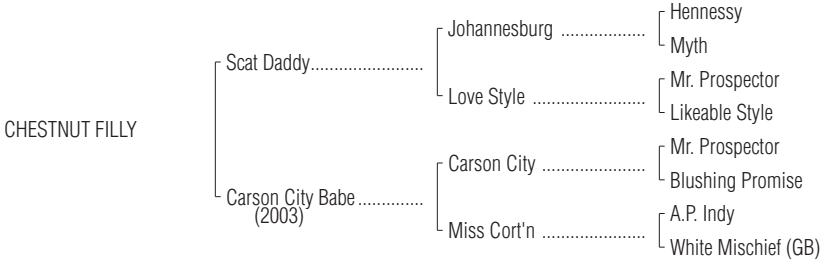 Hennessy
Johannesburg ....................
Myth
Scat Daddy........................
Mr. Prospector
Love Style ........................
Likeable Style
CHESTNUT FILLY
Mr. Prospector
Carson City .......................
Blushing Promise
Carson City Babe ..............
(2003)
A.P. Indy
Miss Cort'n ......................
White Mischief (GB)